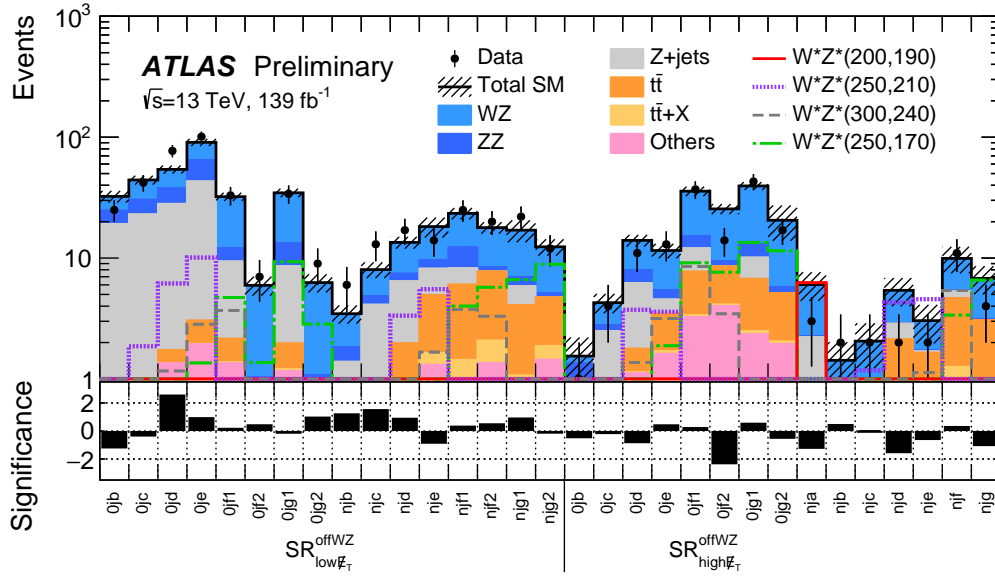 Events
10³
10²
10
1
ATLAS Preliminary
√s=13 TeV, 139 fb⁻¹
Data
Total SM
WZ
ZZ
Z+jets
tt̄
tt̄+X
Others
W*Z*(200,190)
W*Z*(250,210)
W*Z*(300,240)
W*Z*(250,170)
Significance
2
0
−2
0jb 0jc 0jd 0je 0jf1 0jf2 0jg1 0jg2 njb njc njd nje njf1 njf2 njg1 njg2 0jb 0jc 0jd 0je 0jf1 0jf2 0jg1 0jg2 nja njb njc njd nje njf njg
SR^offWZ_lowE̸_T SR^offWZ_highE̸_T